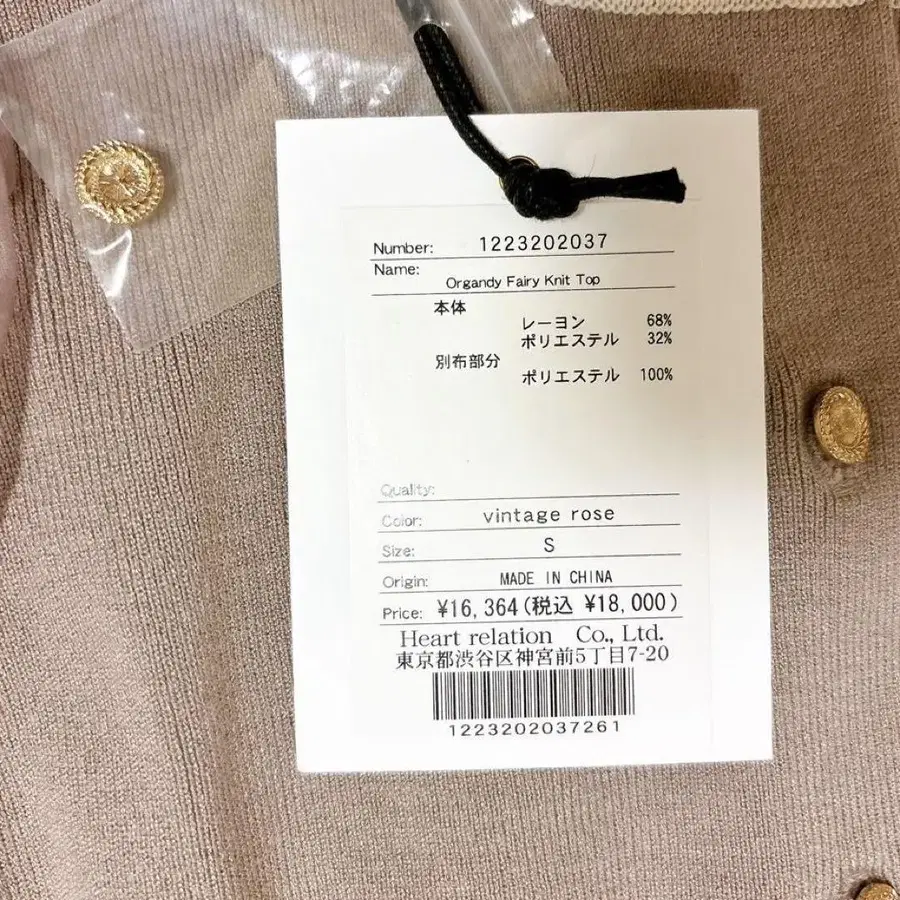 Number: 1223202037
Name:
Organdy Fairy Knit Top
本体
レーヨン 68%
ポリエステル 32%
別布部分
ポリエステル 100%
Quality:
Color: vintage rose
Size: S
Origin: MADE IN CHINA
Price: ¥16,364(税込 ¥18,000)
Heart relation Co., Ltd.
東京都渋谷区神宮前5丁目7-20
1223202037261